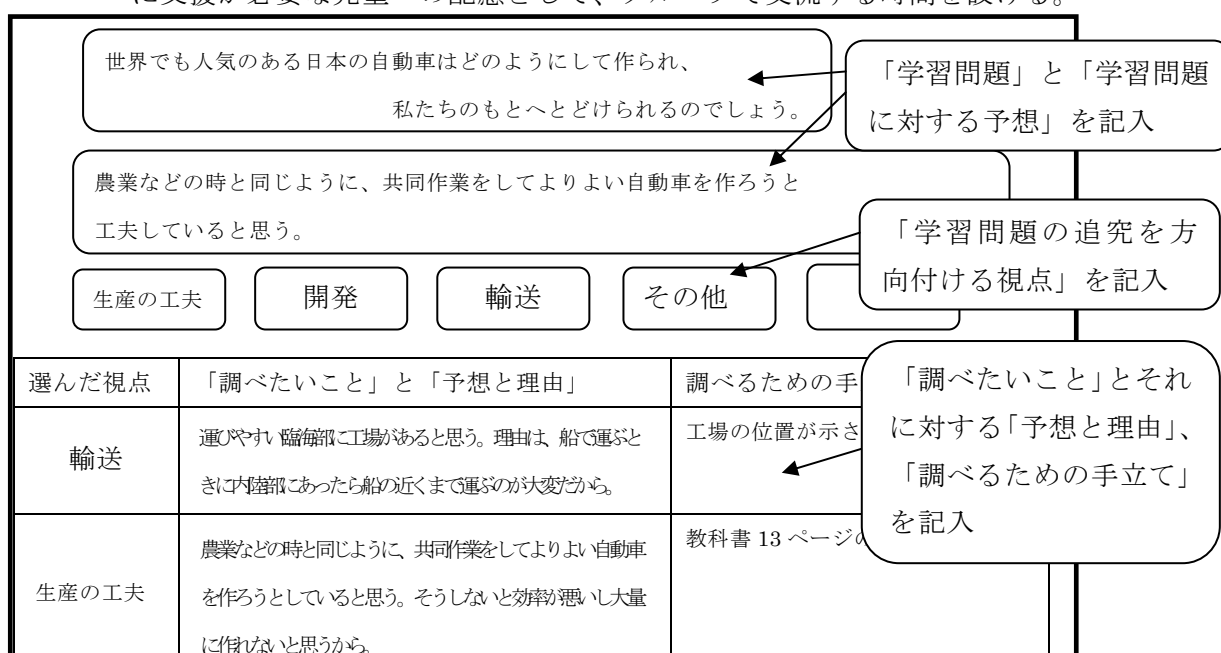 に支援が必要な児童への配慮として、グループで交流する時間を設ける。
世界でも人気のある日本の自動車はどのようにして作られ、
私たちのもとへとどけられるのでしょう。
「学習問題」と「学習問題
に対する予想」を記入
農業などの時と同じように、共同作業をしてよりよい自動車を作ろうと
工夫していると思う。
「学習問題の追究を方
向付ける視点」を記入
生産の工夫
開発
輸送
その他
選んだ視点
「調べたいこと」と「予想と理由」
調べるための手
「調べたいこと」とそれ
に対する「予想と理由」、
「調べるための手立て」
を記入
輸送
運びやすい臨海部に工場があると思う。理由は、船で運ぶと
きに内陸部にあったら船の近くまで運ぶのが大変だから。
工場の位置が示さ
生産の工夫
農業などの時と同じように、共同作業をしてよりよい自動車
を作ろうとしていると思う。そうしないと効率が悪いし大量
に作れないと思うから。
教科書 13 ページの